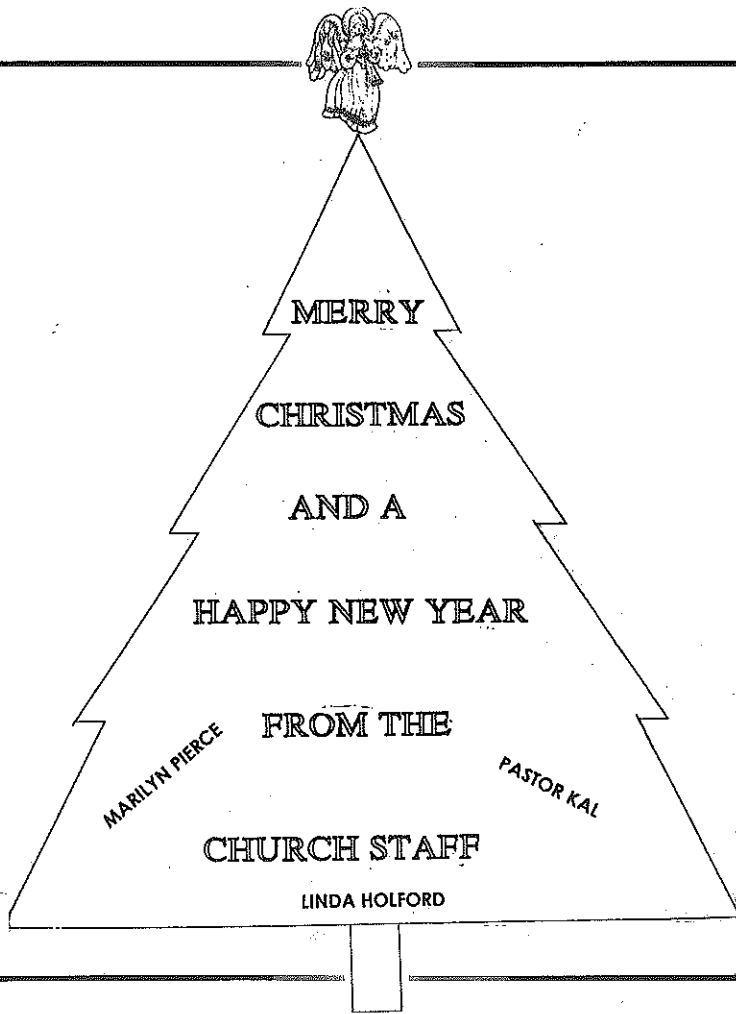 MERRY
CHRISTMAS
AND A
HAPPY NEW YEAR
FROM THE
MARILYN PIERCE
PASTOR KAL
CHURCH STAFF
LINDA HOLFORD